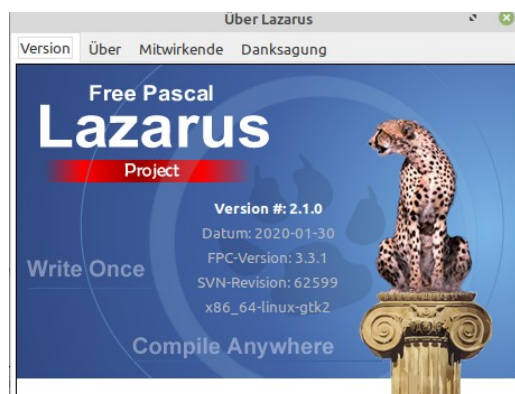 Über Lazarus
Version Über Mitwirkende Danksagung
Free Pascal
Lazarus
Project
Version #: 2.1.0
Datum: 2020-01-30
FPC-Version: 3.3.1
SVN-Revision: 62599
x86_64-linux-gtk2
Write Once
Compile Anywhere